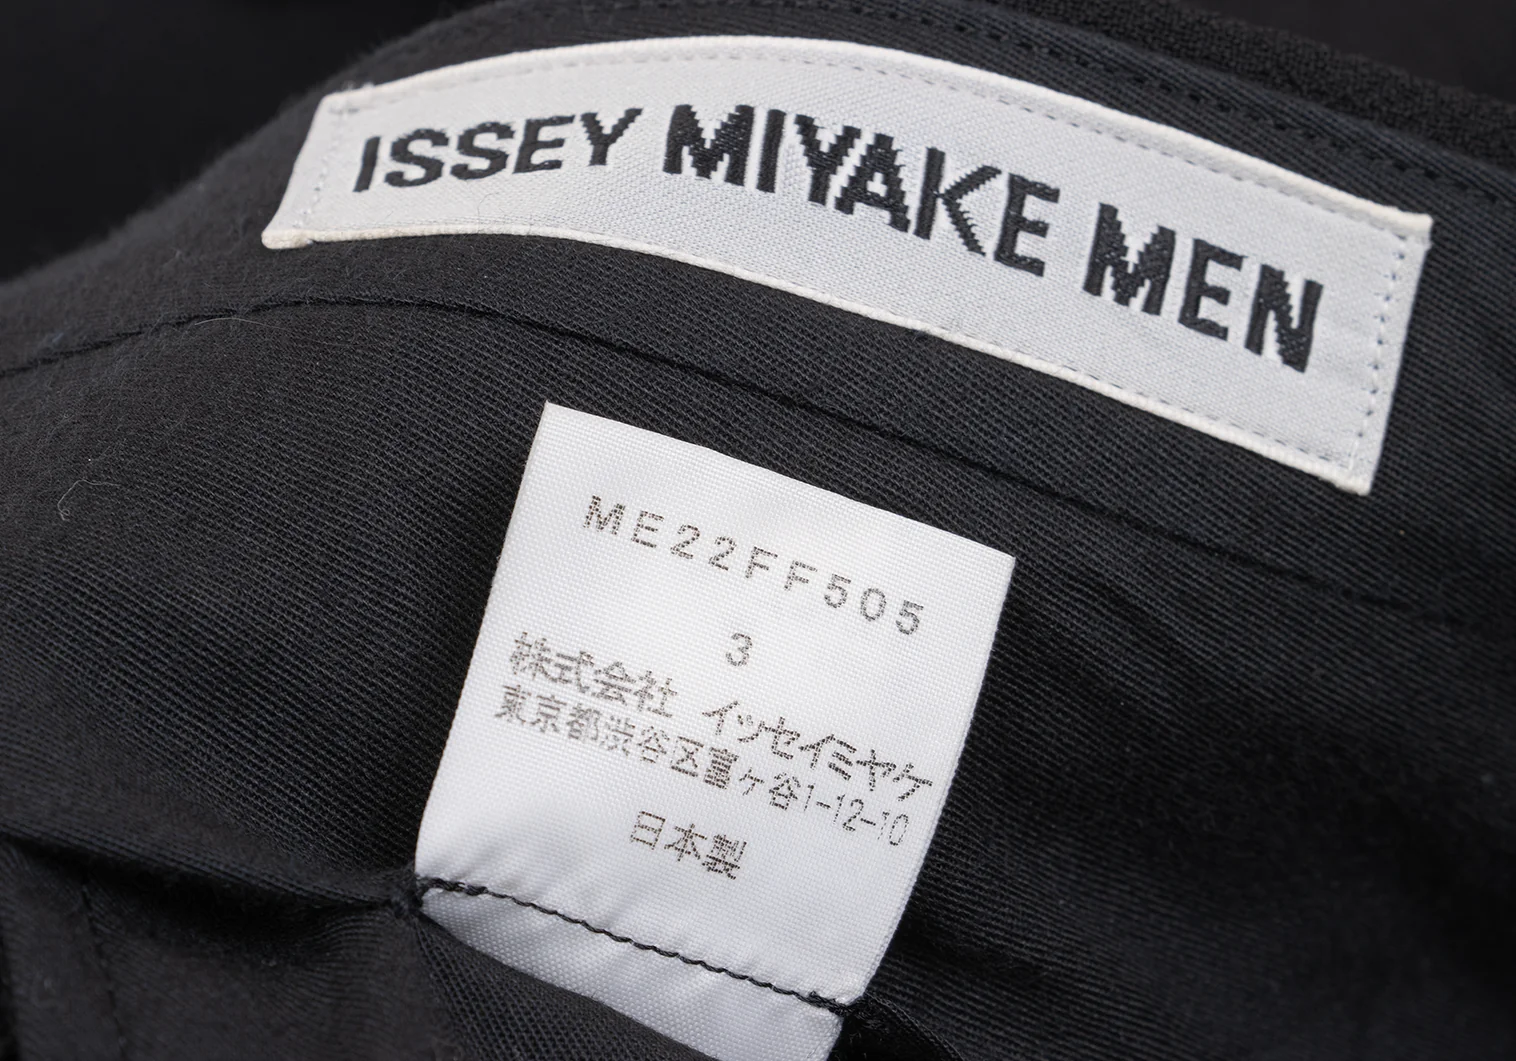 ISSEY MIYAKE MEN
ME22FF505
3
株式会社 イッセイミヤケ
東京都渋谷区富ヶ谷1-12-10
日本製